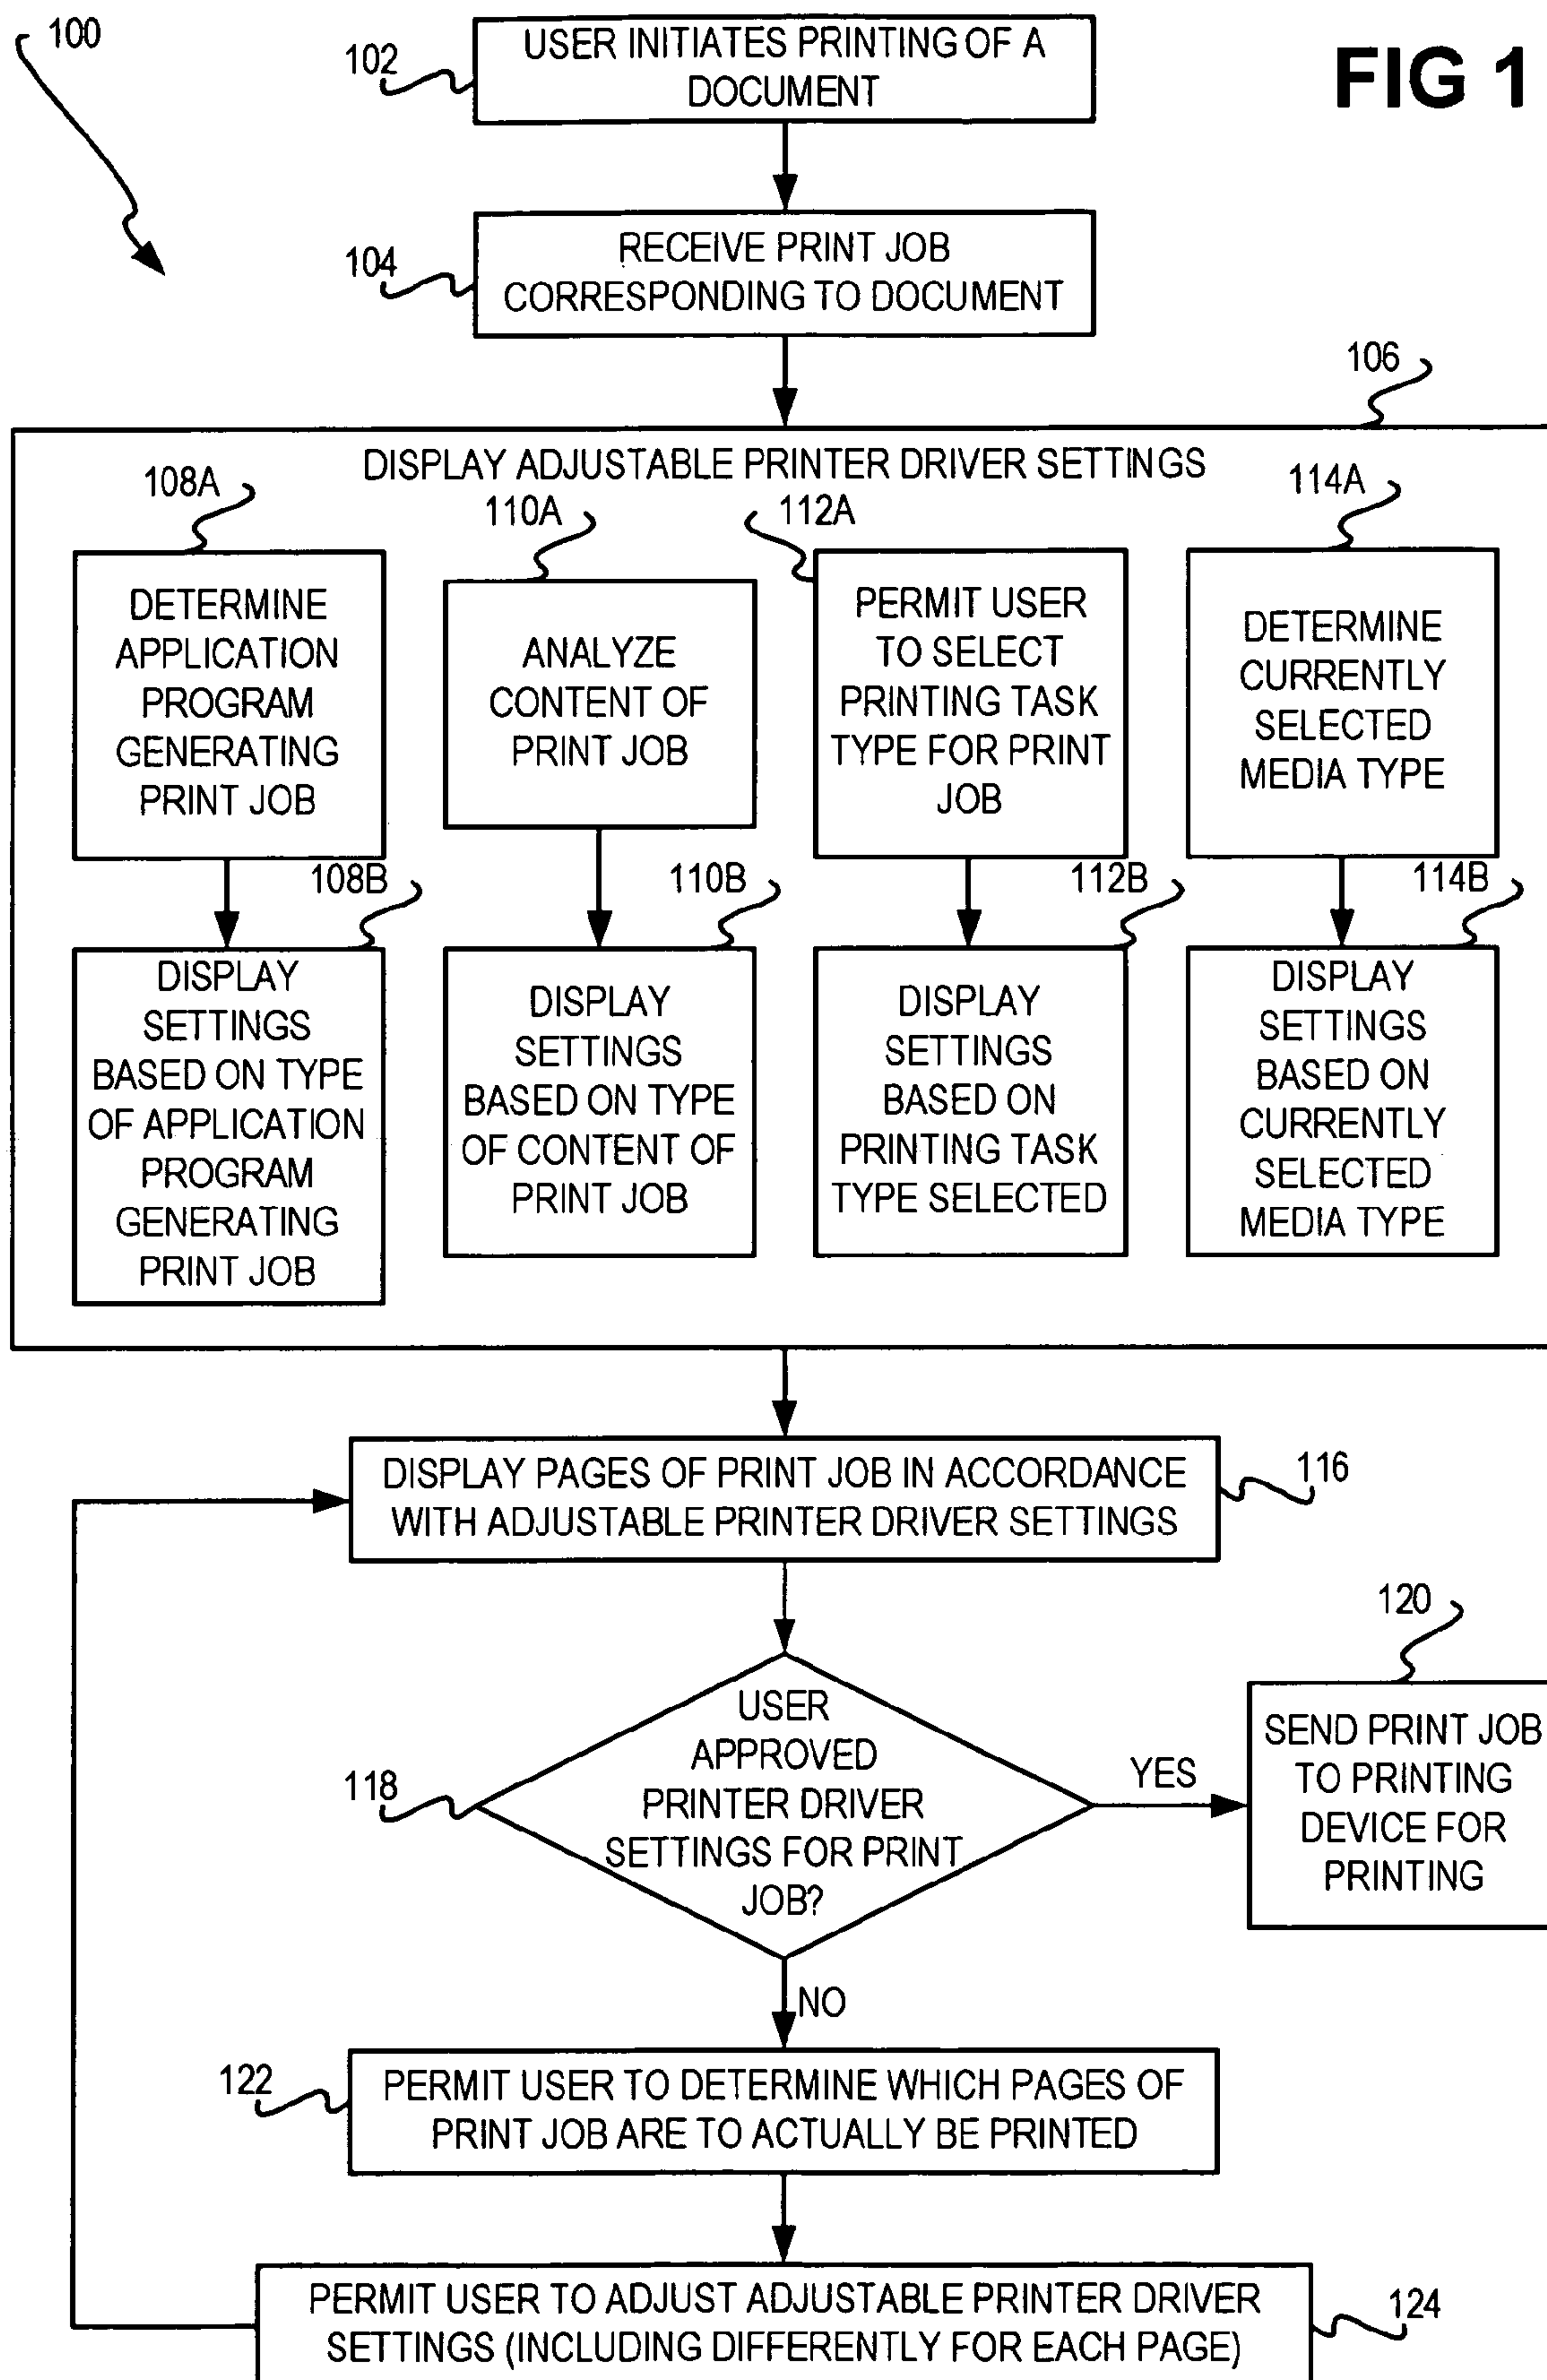 100
102
USER INITIATES PRINTING OF A
DOCUMENT
FIG 1
104
RECEIVE PRINT JOB
CORRESPONDING TO DOCUMENT
106
DISPLAY ADJUSTABLE PRINTER DRIVER SETTINGS
108A
DETERMINE
APPLICATION
PROGRAM
GENERATING
PRINT JOB
110A
ANALYZE
CONTENT OF
PRINT JOB
112A
PERMIT USER
TO SELECT
PRINTING TASK
TYPE FOR PRINT
JOB
114A
DETERMINE
CURRENTLY
SELECTED
MEDIA TYPE
108B
DISPLAY
SETTINGS
BASED ON TYPE
OF APPLICATION
PROGRAM
GENERATING
PRINT JOB
110B
DISPLAY
SETTINGS
BASED ON TYPE
OF CONTENT OF
PRINT JOB
112B
DISPLAY
SETTINGS
BASED ON
PRINTING TASK
TYPE SELECTED
114B
DISPLAY
SETTINGS
BASED ON
CURRENTLY
SELECTED
MEDIA TYPE
DISPLAY PAGES OF PRINT JOB IN ACCORDANCE
WITH ADJUSTABLE PRINTER DRIVER SETTINGS
116
118
USER
APPROVED
PRINTER DRIVER
SETTINGS FOR PRINT
JOB?
YES
120
SEND PRINT JOB
TO PRINTING
DEVICE FOR
PRINTING
NO
122
PERMIT USER TO DETERMINE WHICH PAGES OF
PRINT JOB ARE TO ACTUALLY BE PRINTED
PERMIT USER TO ADJUST ADJUSTABLE PRINTER DRIVER
SETTINGS (INCLUDING DIFFERENTLY FOR EACH PAGE)
124